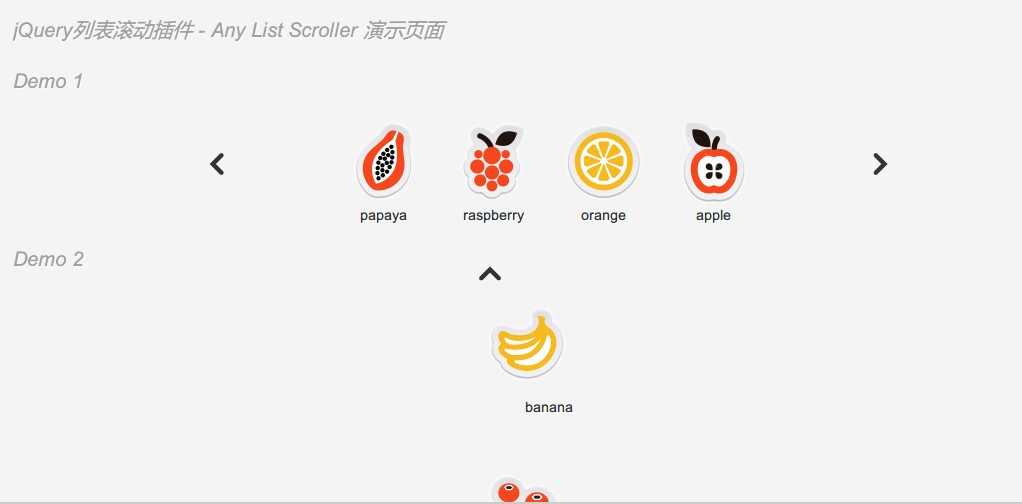 jQuery列表滚动插件 - Any List Scroller 演示页面
Demo 1
papaya raspberry orange apple
Demo 2
banana